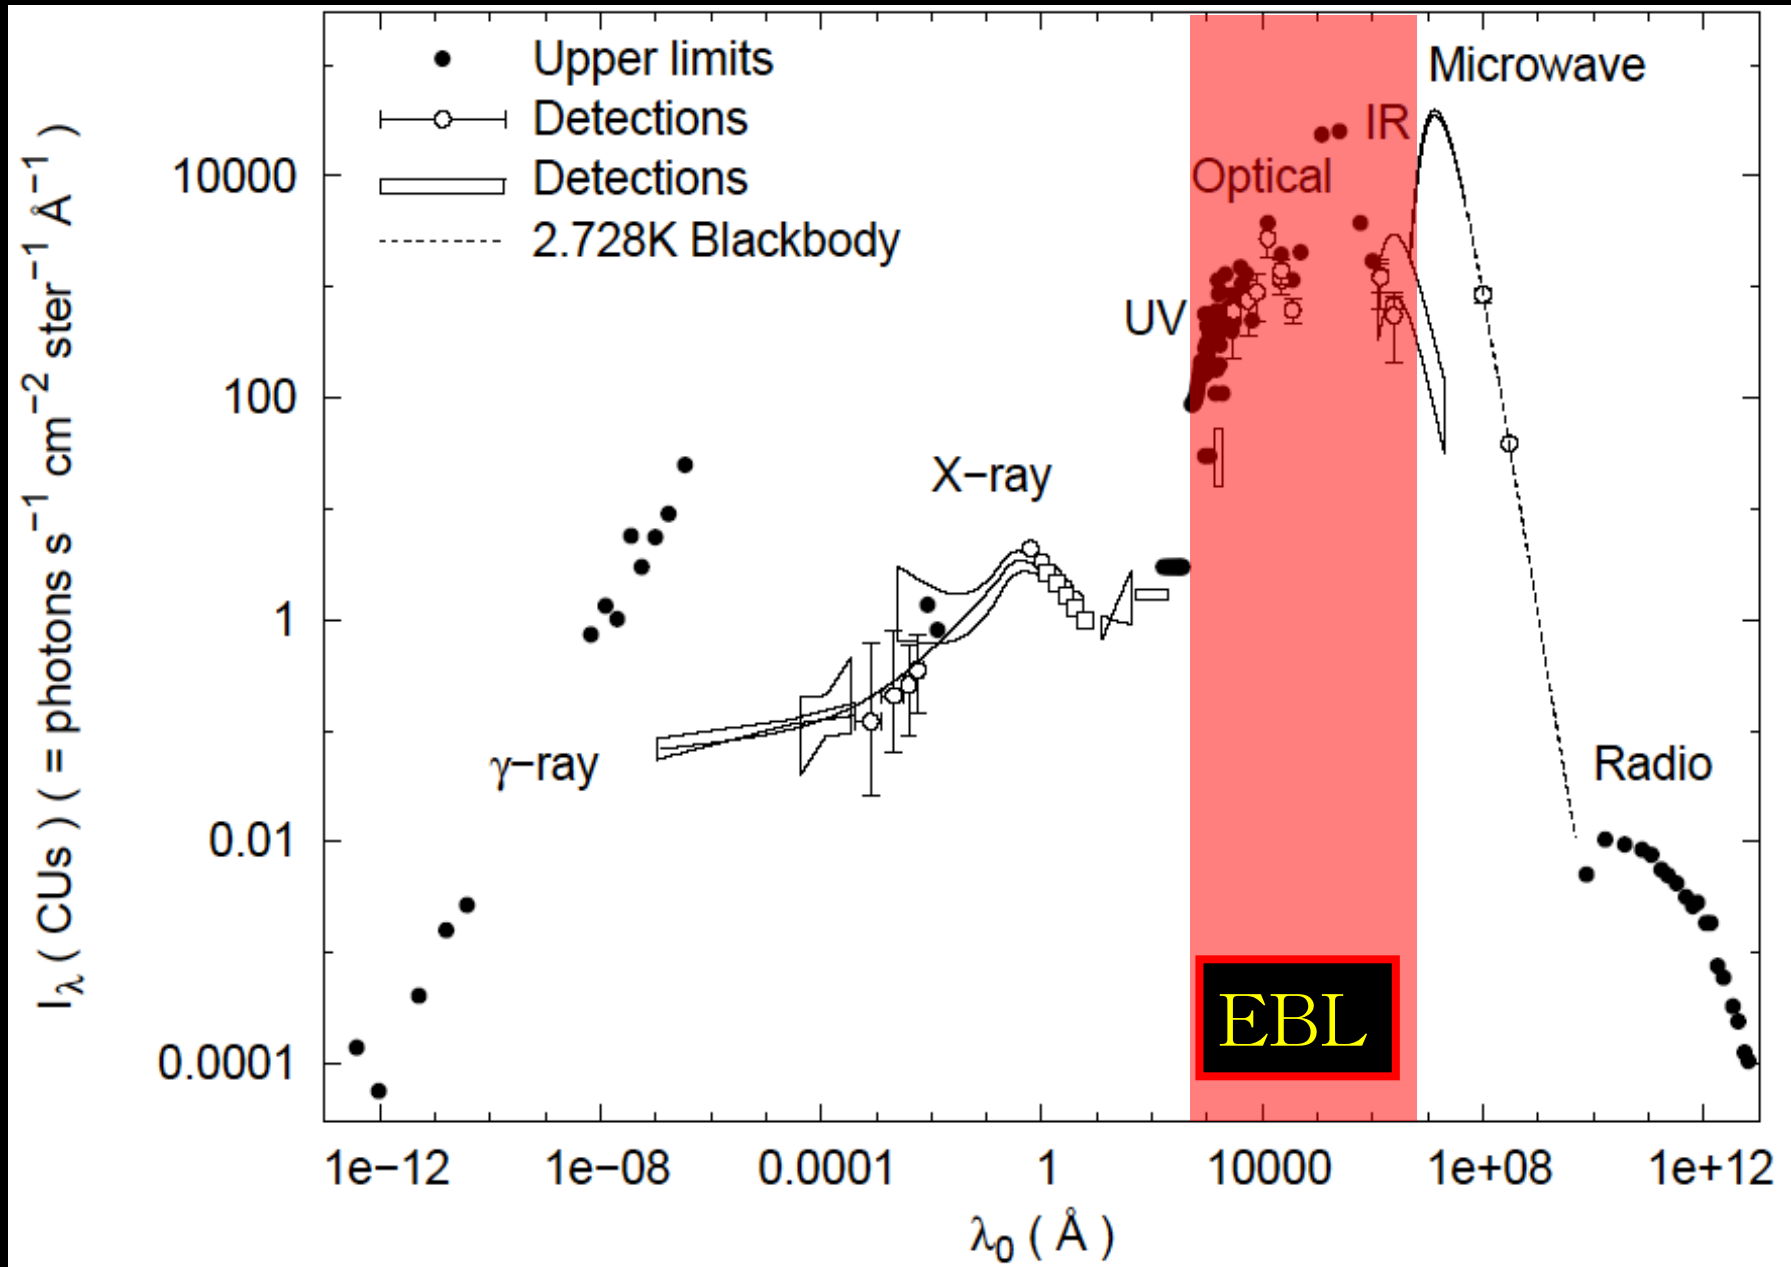 Upper limits
Detections
Detections
2.728K Blackbody
Microwave
IR
Optical
UV
X−ray
γ−ray
Radio
EBL
I_λ ( CUs ) ( = photons s^−1 cm^−2 ster^−1 Å^−1 )
10000
100
1
0.01
0.0001
1e−12
1e−08
0.0001
1
10000
1e+08
1e+12
λ_0 ( Å )